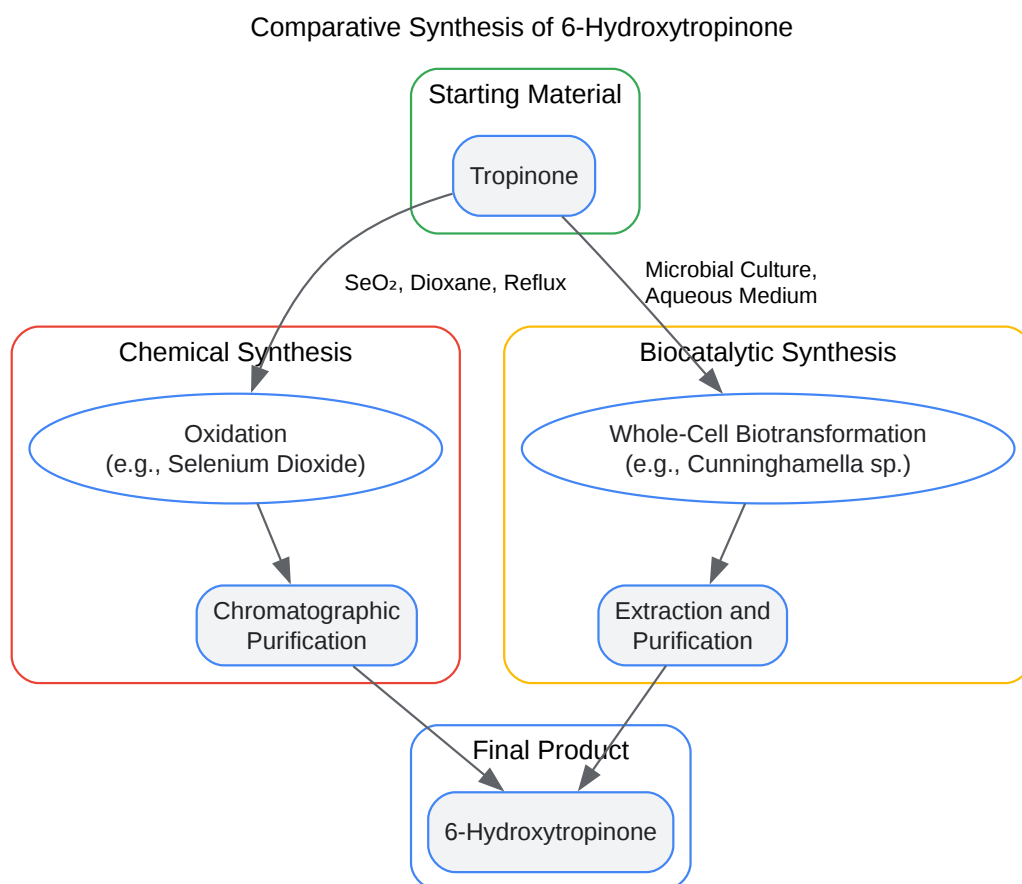 Comparative Synthesis of 6-Hydroxytropinone
Starting Material
Tropinone
SeO₂, Dioxane, Reflux
Microbial Culture,
Aqueous Medium
Chemical Synthesis
Oxidation
(e.g., Selenium Dioxide)
Chromatographic
Purification
Biocatalytic Synthesis
Whole-Cell Biotransformation
(e.g., Cunninghamella sp.)
Extraction and
Purification
Final Product
6-Hydroxytropinone